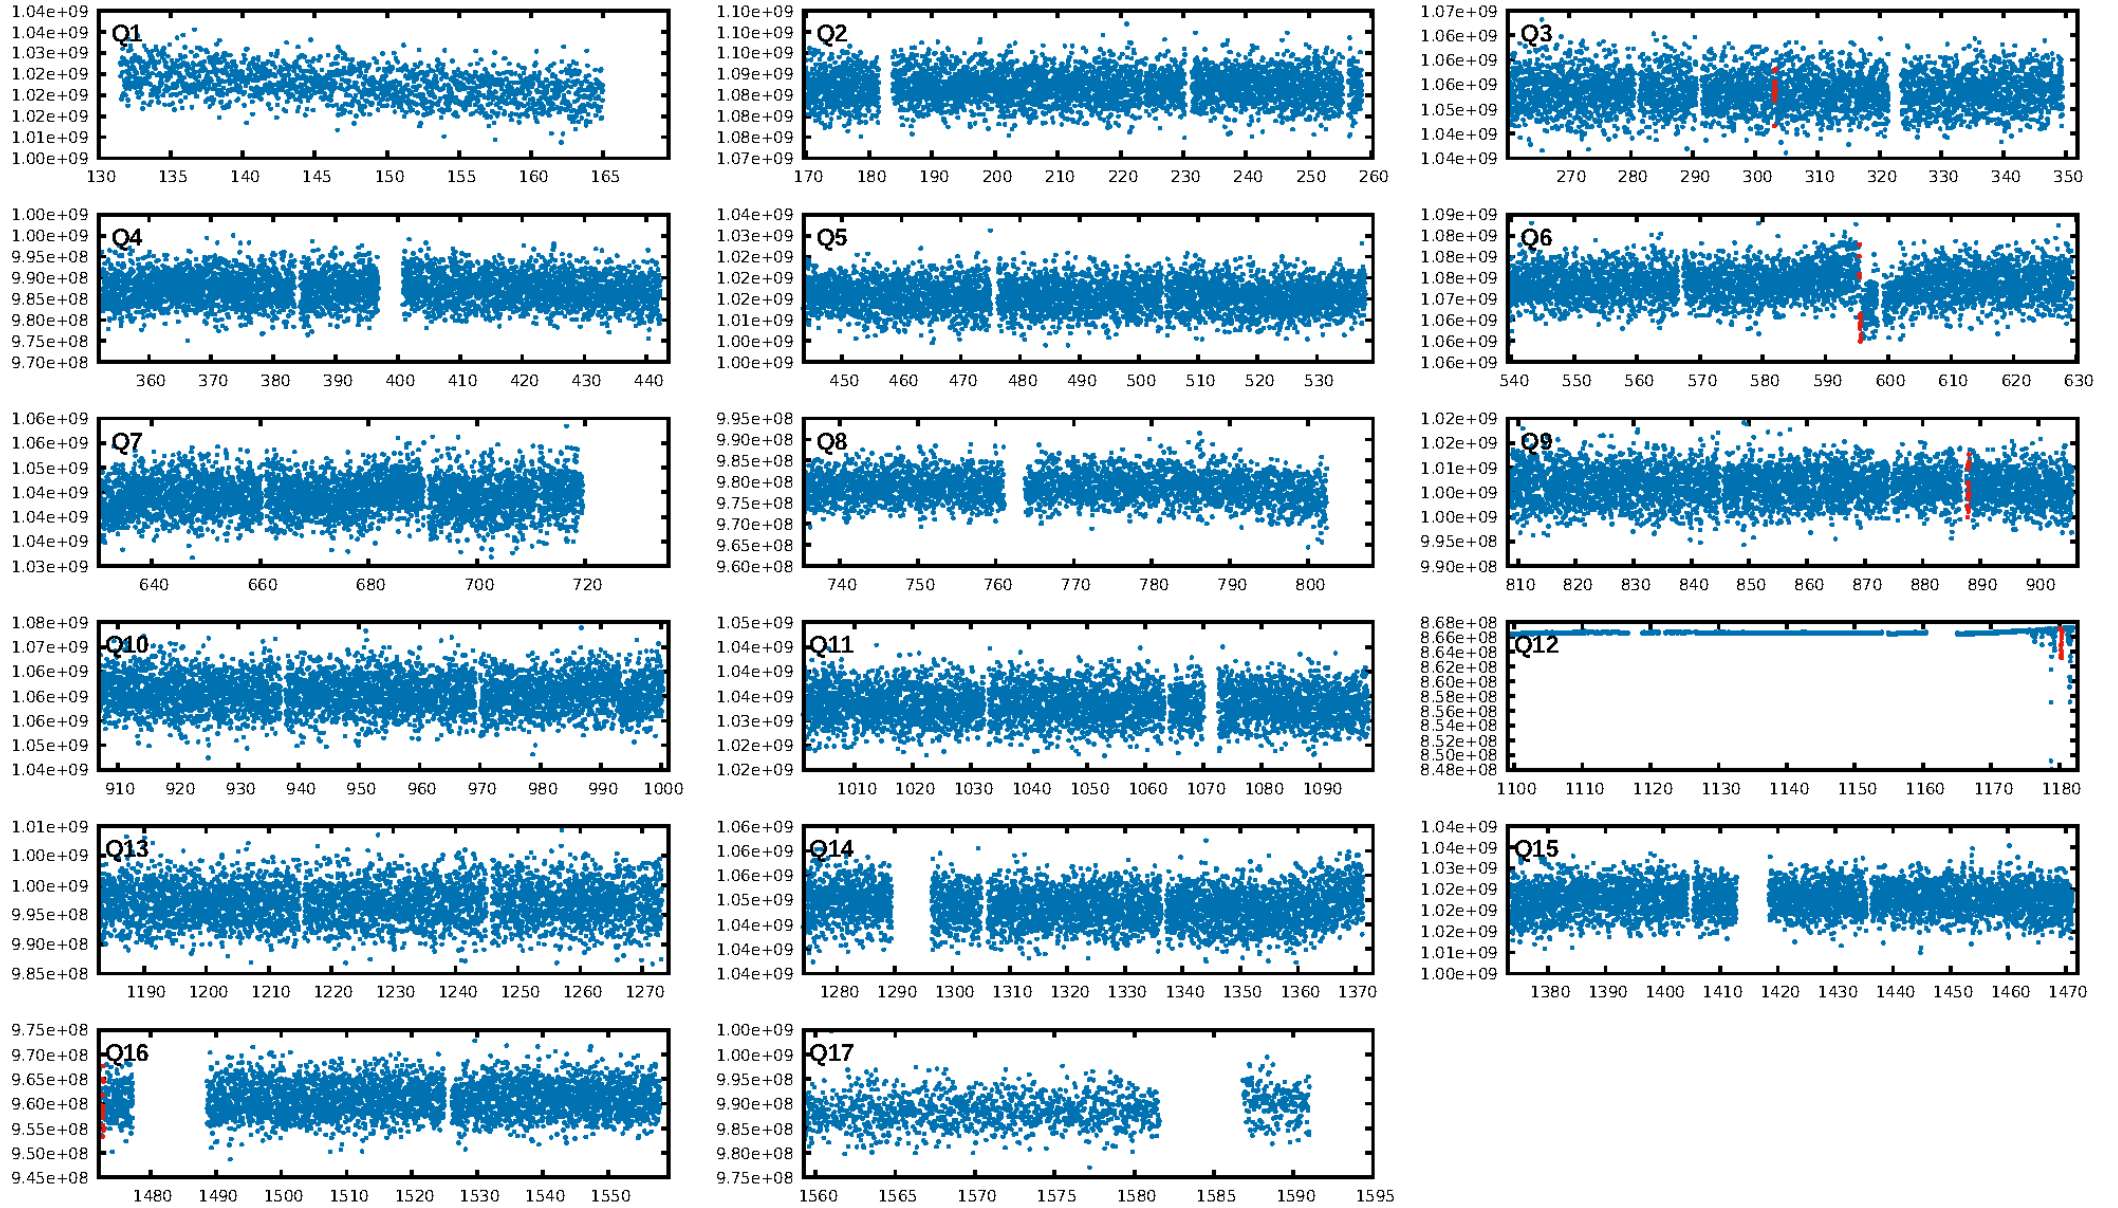 1.04e+09
1.04e+09
1.03e+09
1.02e+09
1.02e+09
1.02e+09
1.01e+09
1.00e+09
Q1
130 135 140 145 150 155 160 165
1.10e+09
1.10e+09
1.10e+09
1.09e+09
1.08e+09
1.08e+09
1.08e+09
1.07e+09
Q2
170 180 190 200 210 220 230 240 250 260
1.07e+09
1.06e+09
1.06e+09
1.06e+09
1.05e+09
1.04e+09
1.04e+09
Q3
270 280 290 300 310 320 330 340 350
1.00e+09
1.00e+09
9.95e+08
9.90e+08
9.85e+08
9.80e+08
9.75e+08
9.70e+08
Q4
360 370 380 390 400 410 420 430 440
1.04e+09
1.03e+09
1.02e+09
1.02e+09
1.01e+09
1.00e+09
1.00e+09
Q5
450 460 470 480 490 500 510 520 530
1.09e+09
1.08e+09
1.08e+09
1.08e+09
1.07e+09
1.06e+09
1.06e+09
1.06e+09
Q6
540 550 560 570 580 590 600 610 620 630
1.06e+09
1.06e+09
1.05e+09
1.04e+09
1.04e+09
1.04e+09
1.03e+09
Q7
640 660 680 700 720
9.95e+08
9.90e+08
9.85e+08
9.80e+08
9.75e+08
9.70e+08
9.65e+08
9.60e+08
Q8
740 750 760 770 780 790 800
1.02e+09
1.02e+09
1.01e+09
1.00e+09
1.00e+09
9.95e+08
9.90e+08
Q9
810 820 830 840 850 860 870 880 890 900
1.08e+09
1.07e+09
1.06e+09
1.06e+09
1.06e+09
1.05e+09
1.04e+09
Q10
910 920 930 940 950 960 970 980 990 1000
1.05e+09
1.04e+09
1.04e+09
1.04e+09
1.03e+09
1.02e+09
1.02e+09
Q11
1010 1020 1030 1040 1050 1060 1070 1080 1090
8.68e+08
8.66e+08
8.64e+08
8.62e+08
8.60e+08
8.58e+08
8.56e+08
8.54e+08
8.52e+08
8.50e+08
8.48e+08
Q12
1100 1110 1120 1130 1140 1150 1160 1170 1180
1.01e+09
1.00e+09
1.00e+09
9.95e+08
9.90e+08
9.85e+08
Q13
1190 1200 1210 1220 1230 1240 1250 1260 1270
1.06e+09
1.06e+09
1.05e+09
1.05e+09
1.04e+09
1.04e+09
1.04e+09
Q14
1280 1290 1300 1310 1320 1330 1340 1350 1360 1370
1.04e+09
1.03e+09
1.02e+09
1.02e+09
1.02e+09
1.01e+09
1.00e+09
Q15
1380 1390 1400 1410 1420 1430 1440 1450 1460 1470
9.75e+08
9.70e+08
9.65e+08
9.60e+08
9.55e+08
9.50e+08
9.45e+08
Q16
1480 1490 1500 1510 1520 1530 1540 1550
1.00e+09
1.00e+09
9.95e+08
9.90e+08
9.85e+08
9.80e+08
9.75e+08
Q17
1560 1565 1570 1575 1580 1585 1590 1595